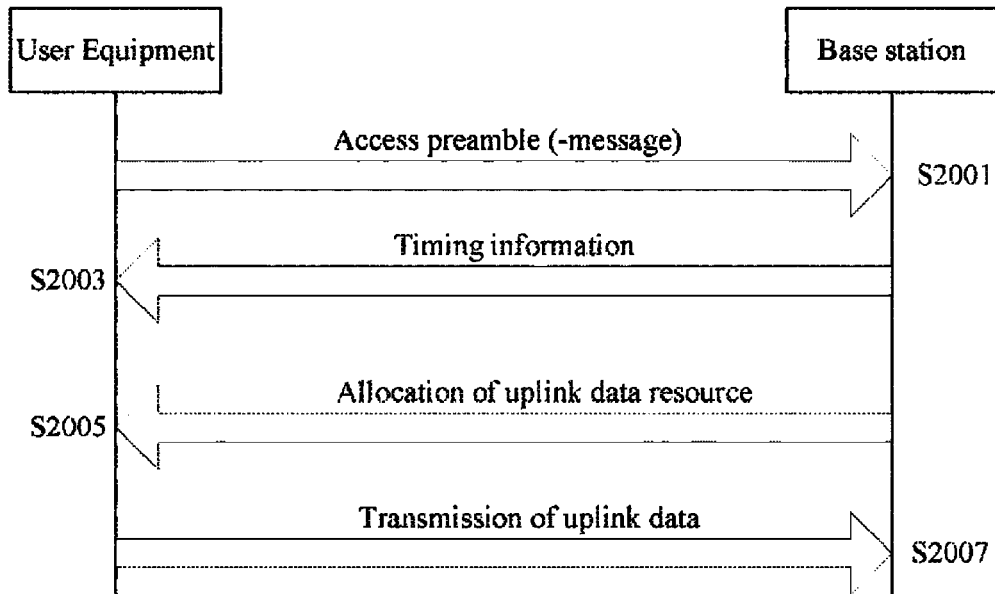 User Equipment
Base station
Access preamble (-message)
S2001
Timing information
S2003
Allocation of uplink data resource
S2005
Transmission of uplink data
S2007